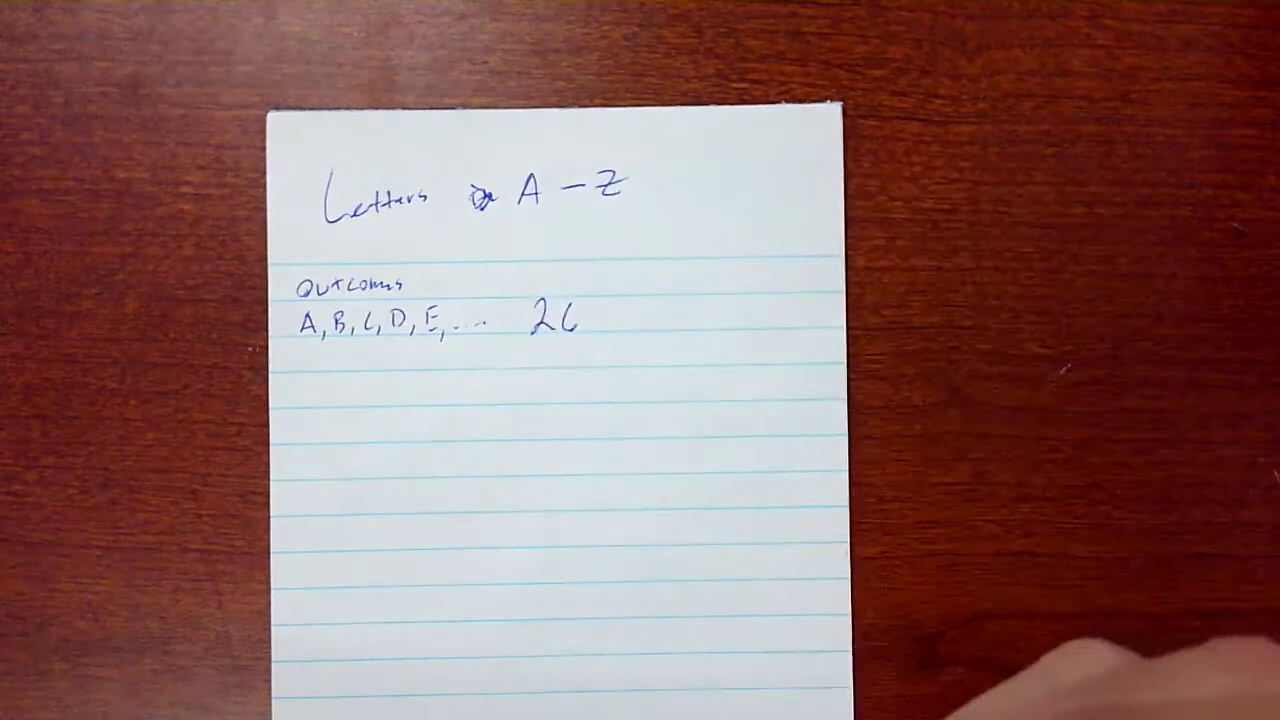 Letters A - Z
Outcomes
A, B, C, D, E, .... 26